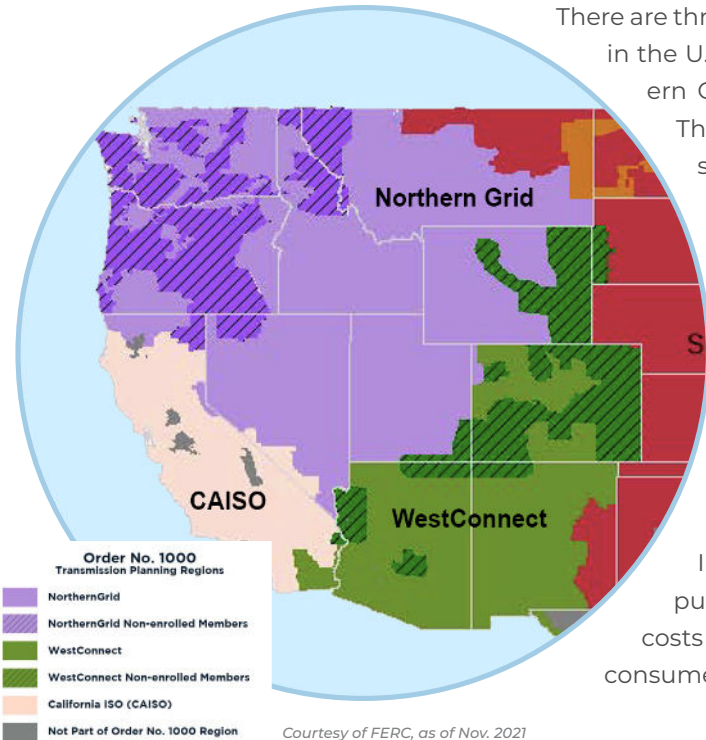 There are
in the U.
Th
Northern Grid
S
CAISO
WestConnect
Order No. 1000
Transmission Planning Regions
NorthernGrid
NorthernGrid Non-enrolled Members
WestConnect
WestConnect Non-enrolled Members
California ISO (CAISO)
Not Part of Order No. 1000 Region
pu
costs
consume
Courtesy of FERC, as of Nov. 2021